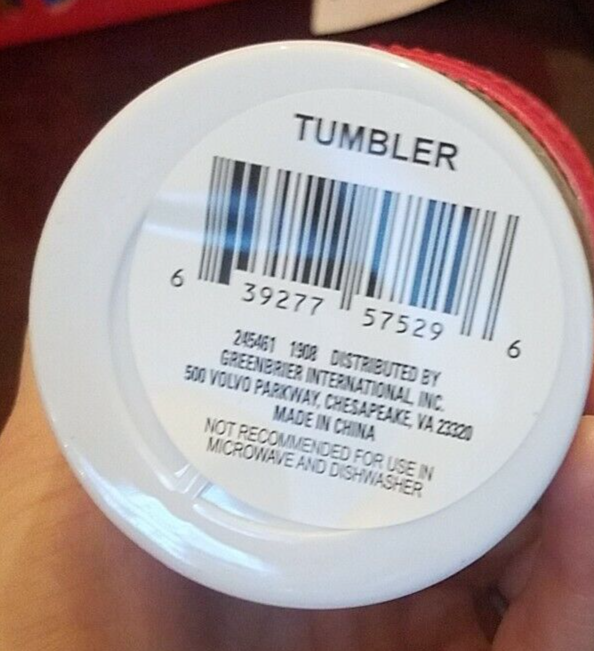 TUMBLER
6 39277 57529 6
245461 1908 DISTRIBUTED BY
GREENBRIER INTERNATIONAL, INC.
500 VOLVO PARKWAY, CHESAPEAKE, VA 23320
MADE IN CHINA
NOT RECOMMENDED FOR USE IN
MICROWAVE AND DISHWASHER